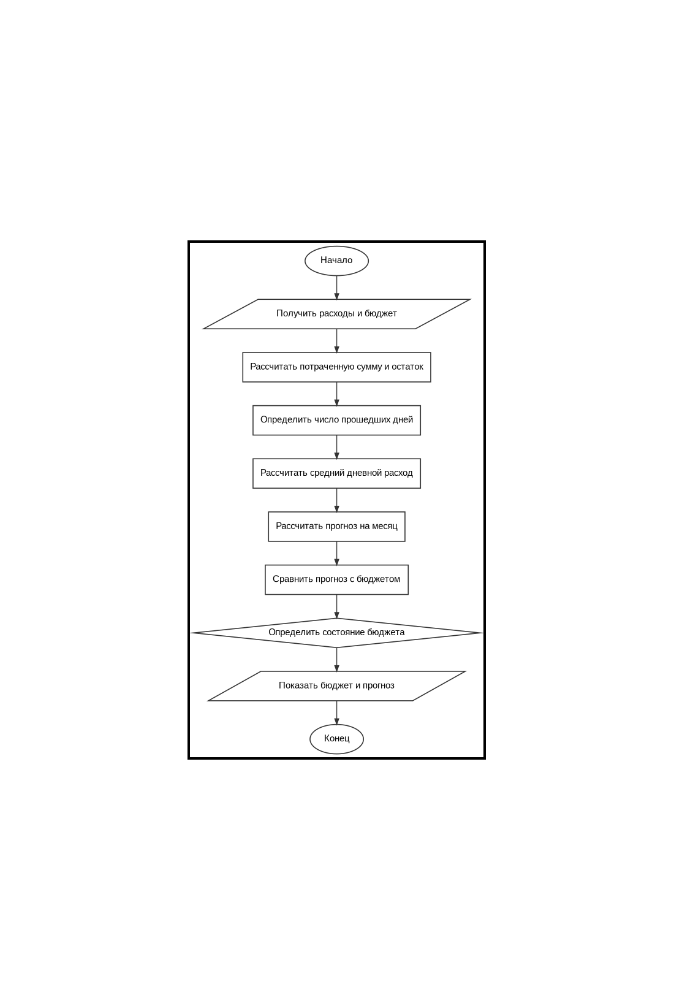 Начало
Получить расходы и бюджет
Рассчитать потраченную сумму и остаток
Определить число прошедших дней
Рассчитать средний дневной расход
Рассчитать прогноз на месяц
Сравнить прогноз с бюджетом
Определить состояние бюджета
Показать бюджет и прогноз
Конец